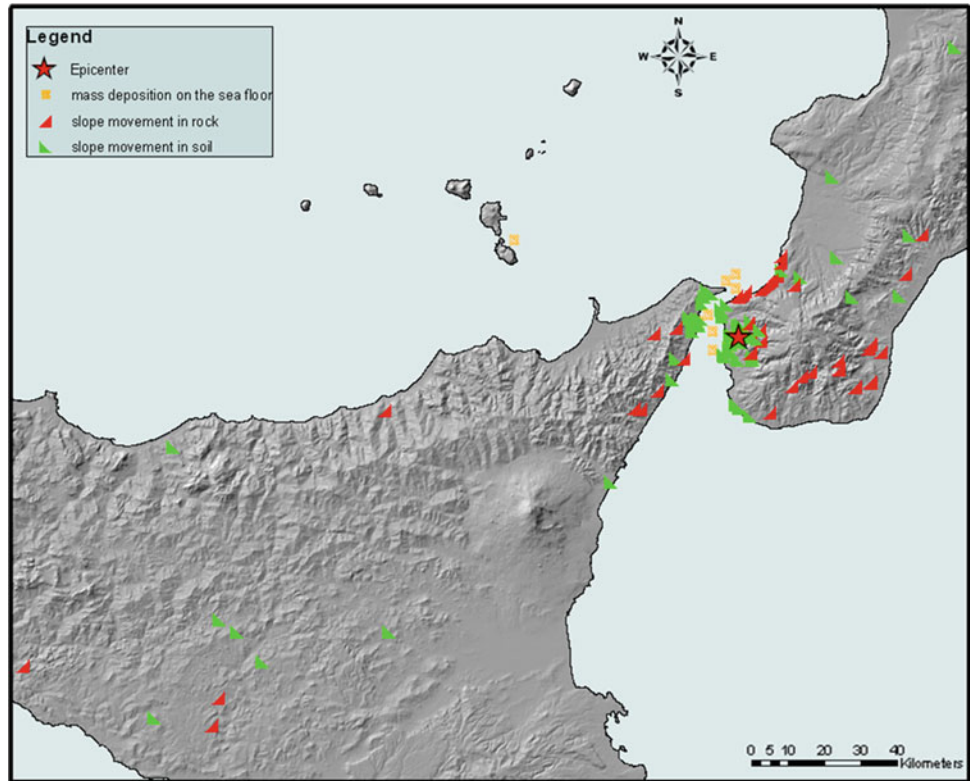 Legend
Epicenter
mass deposition on the sea floor
slope movement in rock
slope movement in soil
N
W E
S
0 5 10 20 30 40
Kilometers